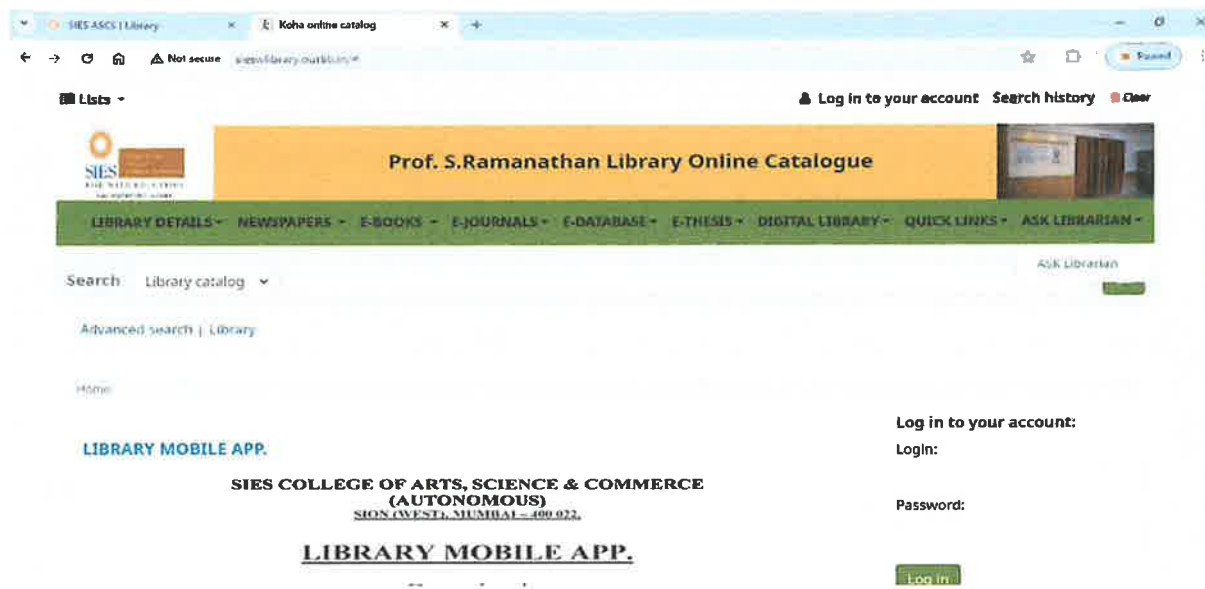 SIES ASCS | Library
Koha online catalog
Not secure
Paused
Lists
Log in to your account Search history Clear
SIES
Prof. S.Ramanathan Library Online Catalogue
LIBRARY DETAILS NEWSPAPERS E-BOOKS E-JOURNALS E-DATABASE E-THESIS DIGITAL LIBRARY QUICK LINKS ASK LIBRARIAN
ASK Librarian
Search Library catalog
Advanced search | Library
Home
LIBRARY MOBILE APP.
SIES COLLEGE OF ARTS, SCIENCE & COMMERCE
(AUTONOMOUS)
SION (WEST), MUMBAI – 400 022.
LIBRARY MOBILE APP.
Log in to your account:
Login:
Password:
Log in